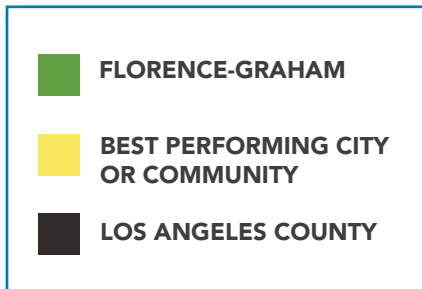 FLORENCE-GRAHAM
BEST PERFORMING CITY
OR COMMUNITY
LOS ANGELES COUNTY